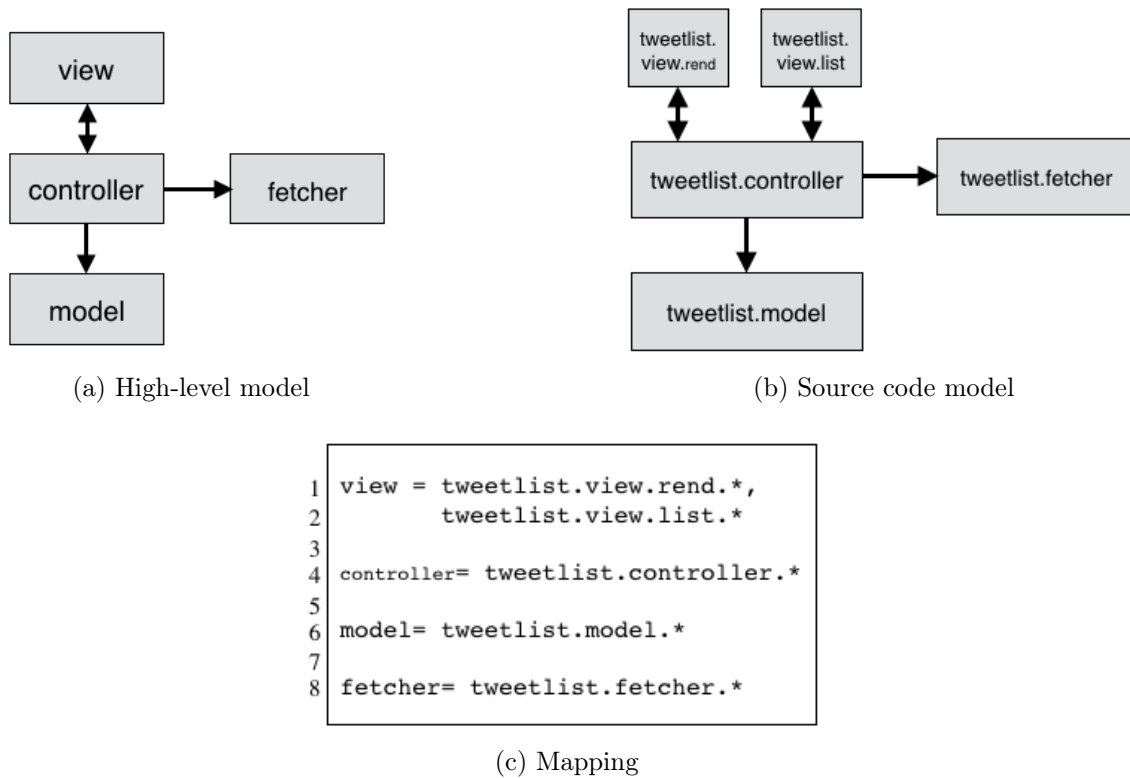 view
controller
fetcher
model
(a) High-level model
tweetlist.
view.rend
tweetlist.
view.list
tweetlist.controller
tweetlist.fetcher
tweetlist.model
(b) Source code model
1 view = tweetlist.view.rend.*,
2 tweetlist.view.list.*
3
4 controller= tweetlist.controller.*
5
6 model= tweetlist.model.*
7
8 fetcher= tweetlist.fetcher.*
(c) Mapping